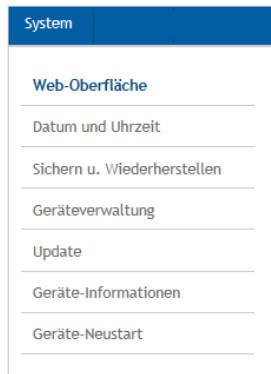 System
Web-Oberfläche
Datum und Uhrzeit
Sichern u. Wiederherstellen
Geräteverwaltung
Update
Geräte-Informationen
Geräte-Neustart